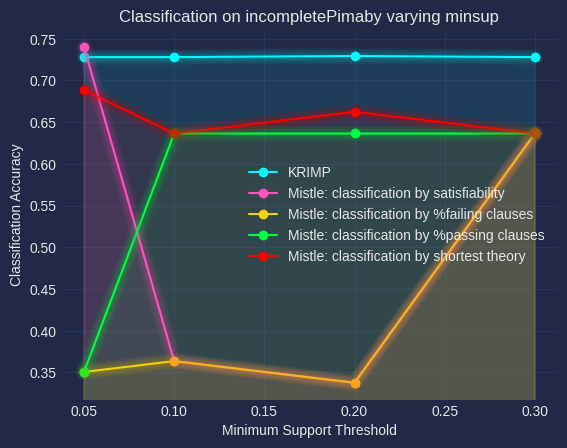 Classification on incompletePimaby varying minsup
Classification Accuracy
0.75
0.70
0.65
0.60
0.55
0.50
0.45
0.40
0.35
KRIMP
Mistle: classification by satisfiability
Mistle: classification by %failing clauses
Mistle: classification by %passing clauses
Mistle: classification by shortest theory
0.05 0.10 0.15 0.20 0.25 0.30
Minimum Support Threshold